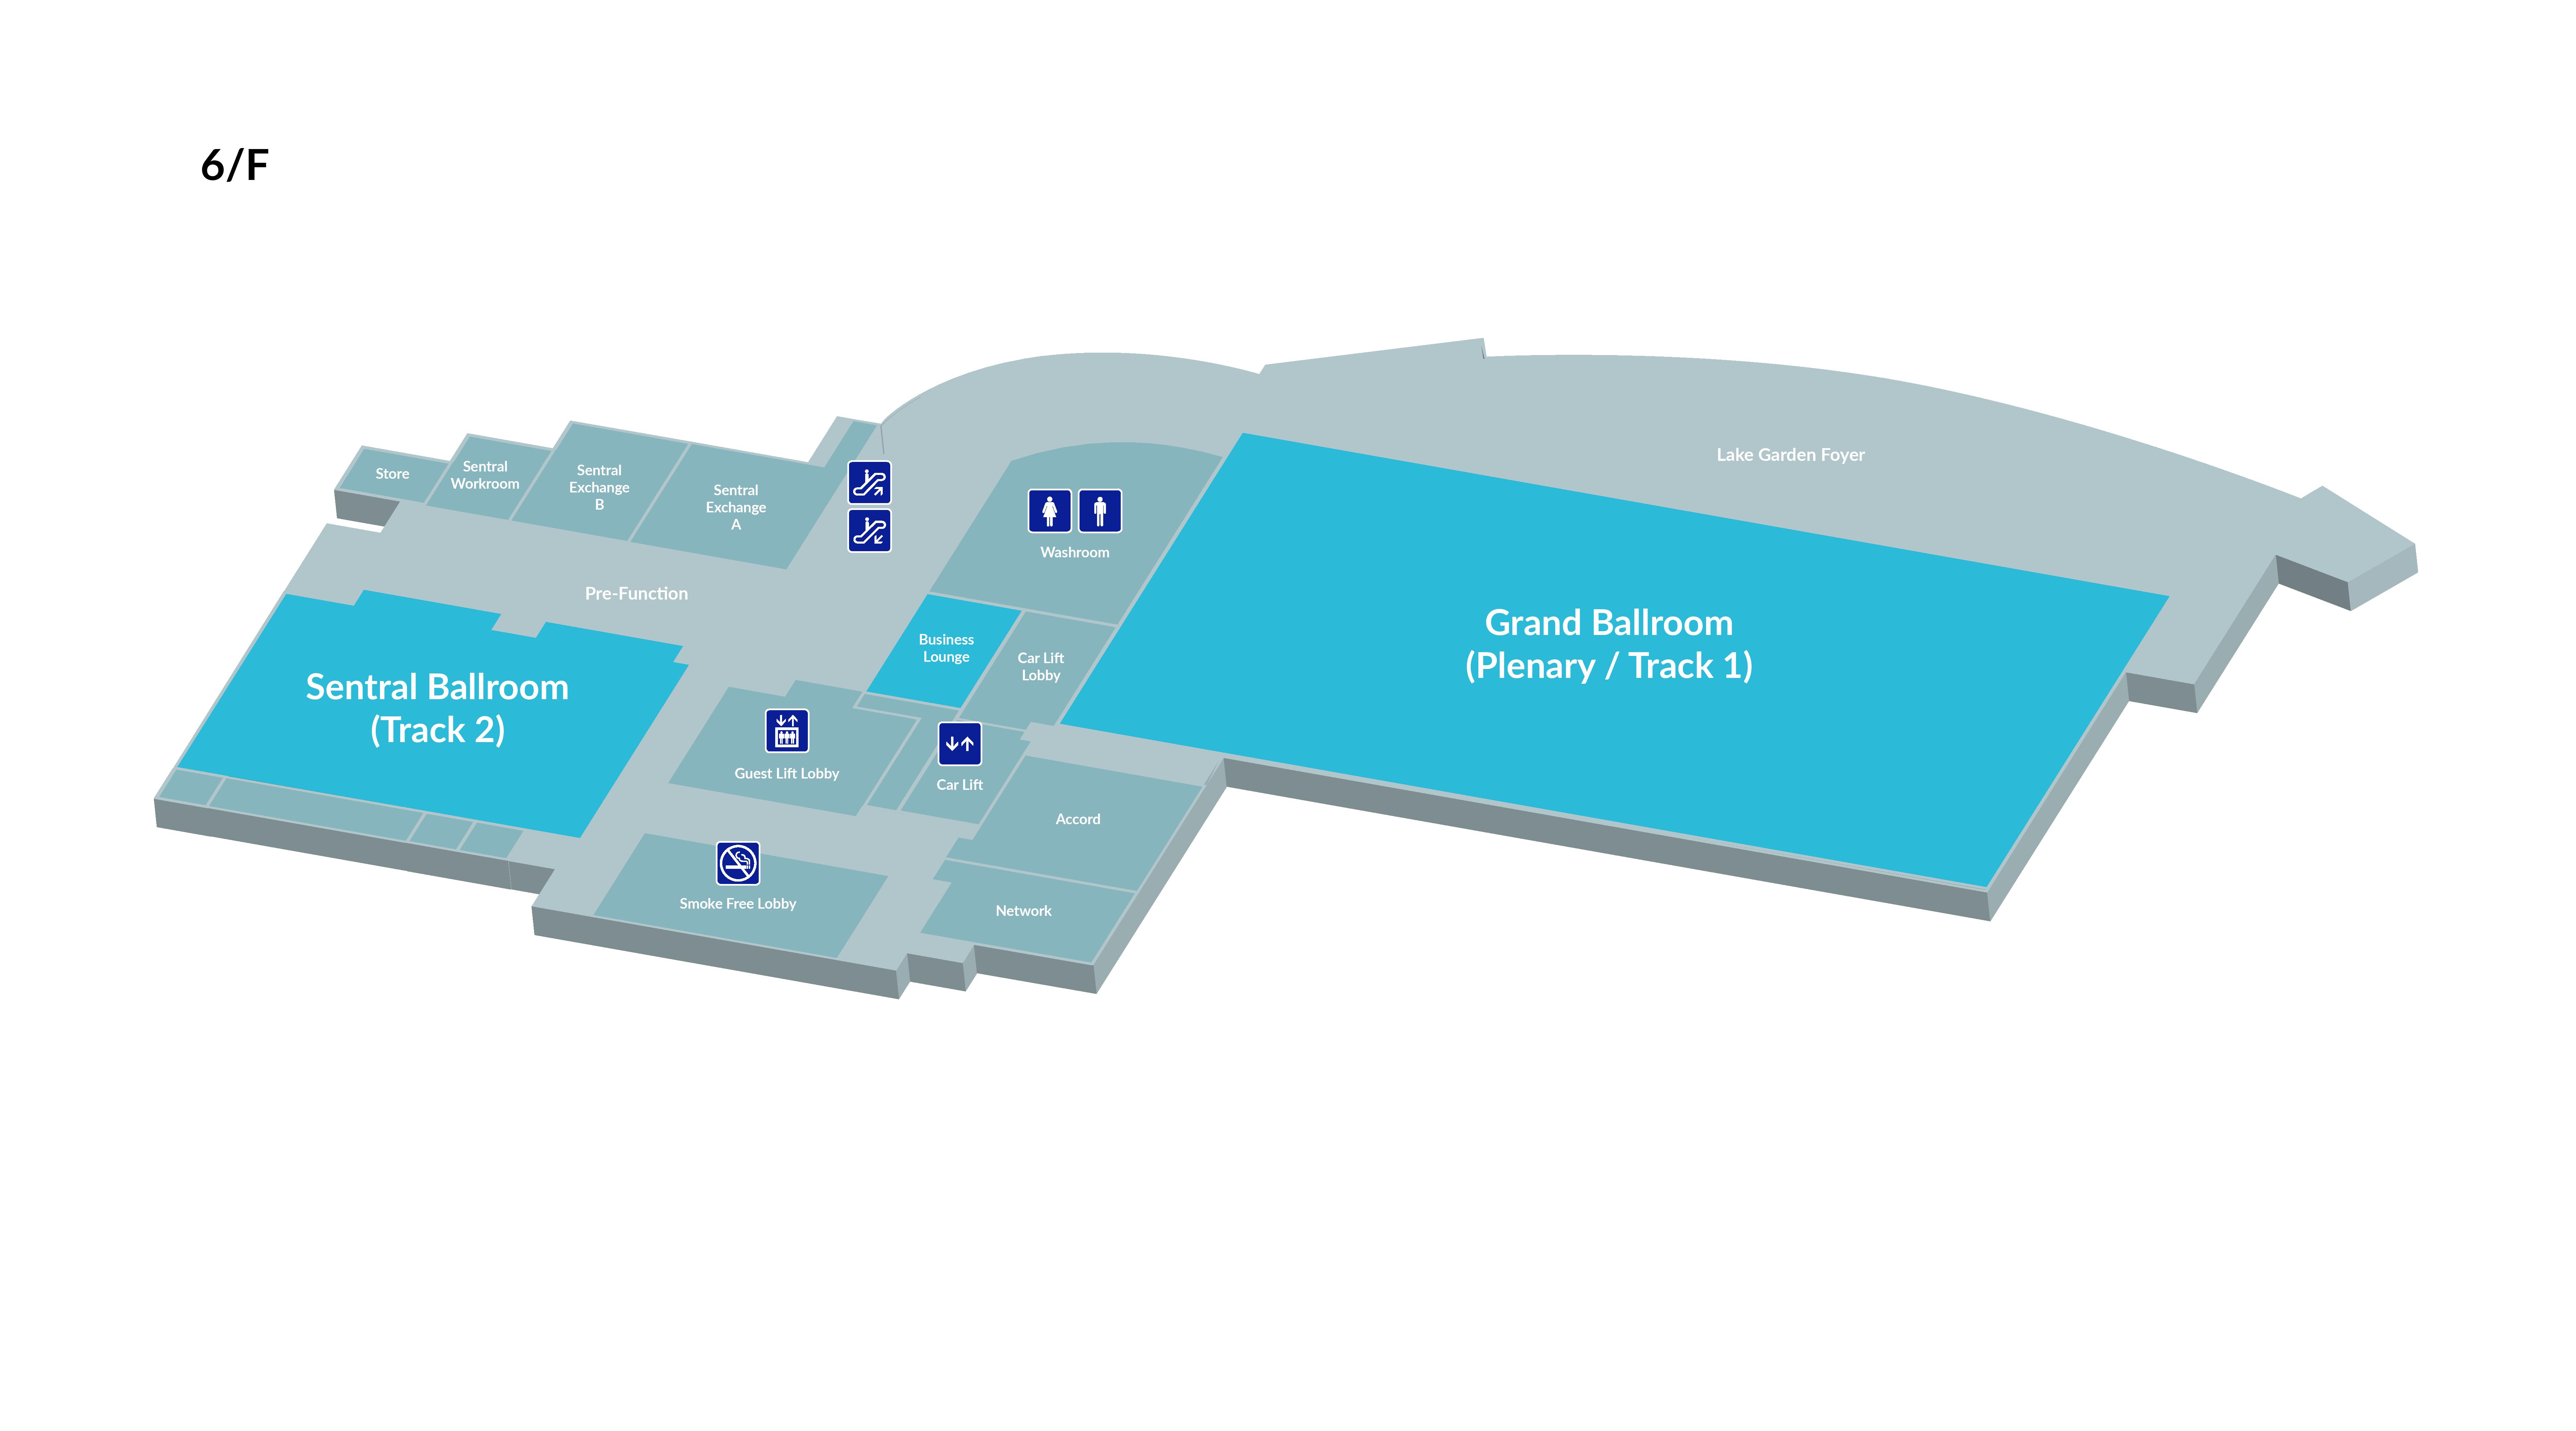 6/F
Lake Garden Foyer
Store
Sentral
Workroom
Sentral
Exchange
B
Sentral
Exchange
A
Washroom
Pre-Function
Business
Lounge
Car Lift
Lobby
Grand Ballroom
(Plenary / Track 1)
Sentral Ballroom
(Track 2)
Guest Lift Lobby
Car Lift
Accord
Smoke Free Lobby
Network